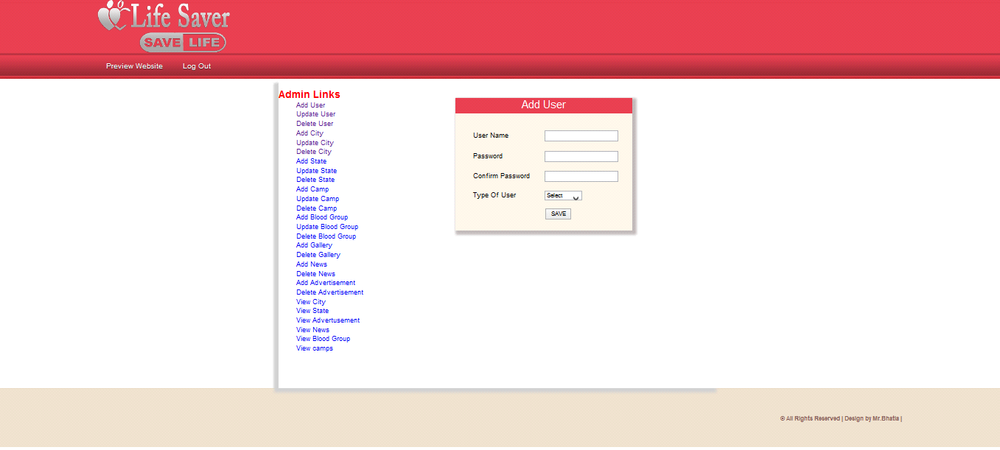 Life Saver
SAVE LIFE
Preview Website Log Out
Admin Links
Add User
Update User
Delete User
Add City
Update City
Delete City
Add State
Update State
Delete State
Add Camp
Update Camp
Delete Camp
Add Blood Group
Update Blood Group
Delete Blood Group
Add Gallery
Delete Gallery
Add News
Delete News
Add Advertisement
Delete Advertisement
View City
View State
View Advertusement
View News
View Blood Group
View camps
Add User
User Name
Password
Confirm Password
Type Of User Select
SAVE
© All Rights Reserved | Design by Mr.Bhatia |